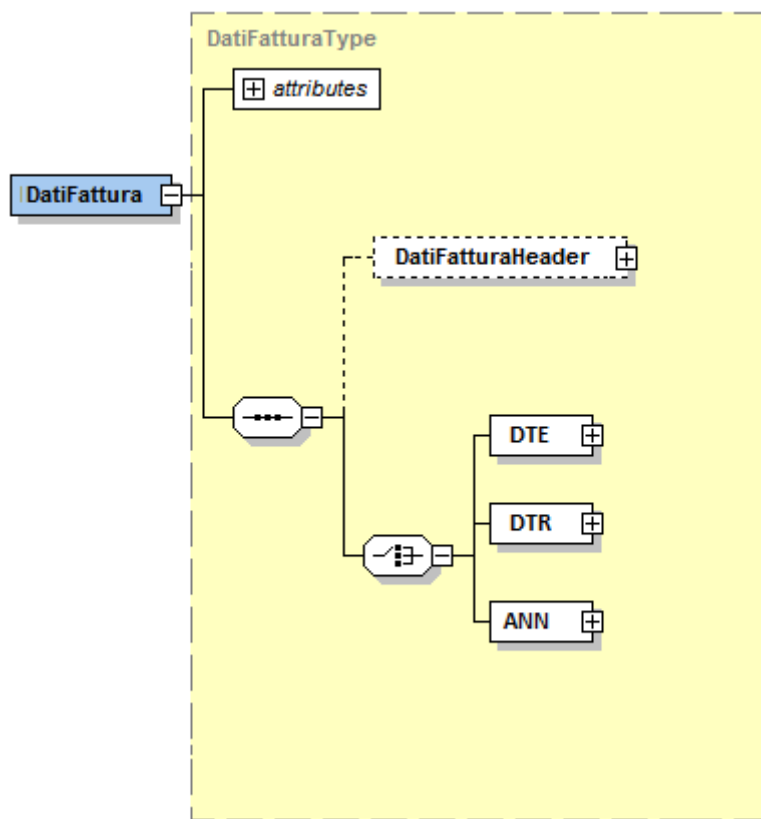 DatiFatturaType
attributes
DatiFattura
DatiFatturaHeader
DTE
DTR
ANN